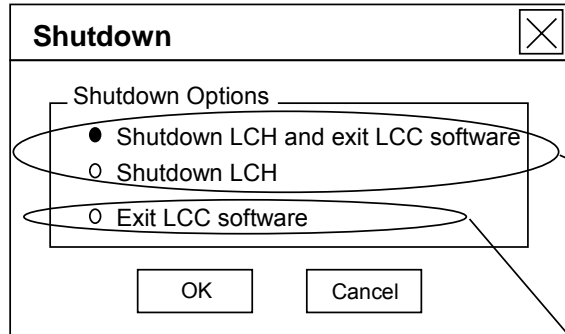 Shutdown
Shutdown Options
Shutdown LCH and exit LCC software
Shutdown LCH
Exit LCC software
OK
Cancel